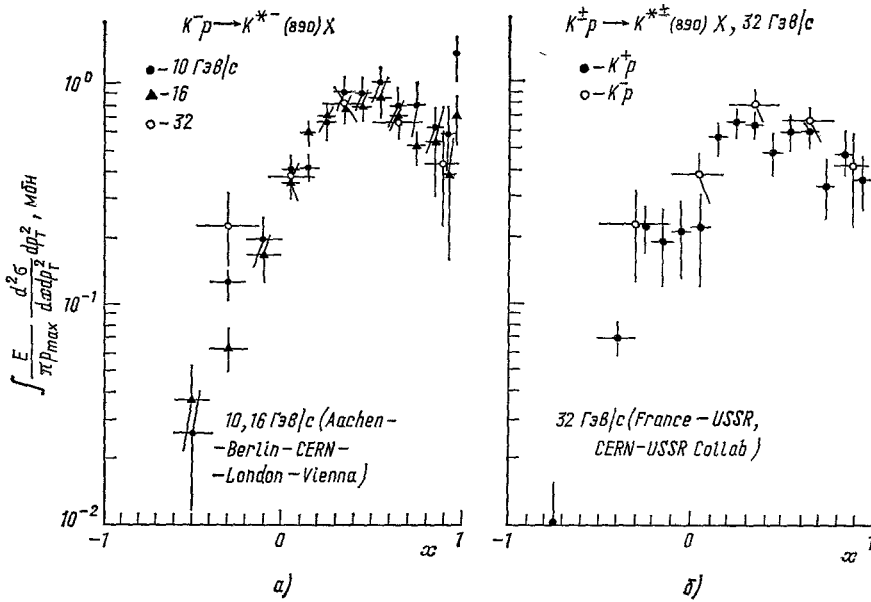 K⁻p → K*⁻ (890) X
● – 10 ГэВ/с
▲ – 16
○ – 32
∫ E/(πp_max) d²σ/(dxdp_T²) dp_T², мбн
10⁰
10⁻¹
10⁻²
10, 16 ГэВ/с (Aachen–
–Berlin–CERN–
–London–Vienna)
–1
0
x
1
а)
K±p → K*± (890) X, 32 ГэВ/с
● – K⁺p
○ – K⁻p
32 ГэВ/с (France – USSR,
CERN–USSR Collab)
–1
0
x
1
б)